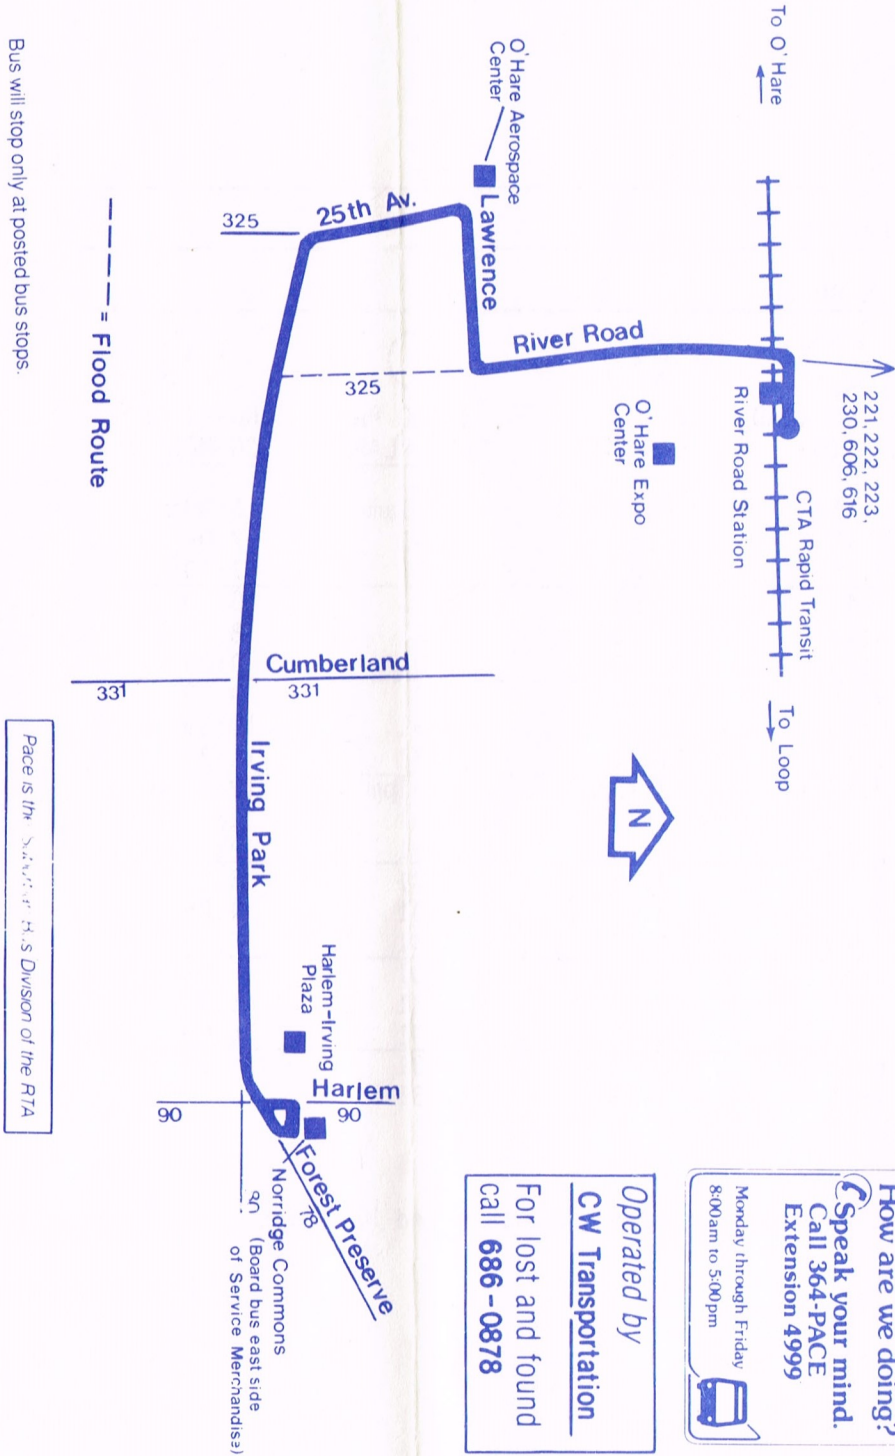 To O'Hare
221, 222, 223,
230, 606, 616
CTA Rapid Transit
To Loop
River Road Station
O'Hare Aerospace
Center
Lawrence
River Road
O'Hare Expo
Center
N
25th Av.
325
325
Cumberland
331
331
Irving Park
Harlem-Irving
Plaza
Harlem
90
90
Forest Preserve
78
Norridge Commons
90 (Board bus east side
of Service Merchandise)
= Flood Route
Bus will stop only at posted bus stops.
Pace is the Suburban Bus Division of the RTA
How are we doing?
Speak your mind.
Call 364-PACE
Extension 4999
Monday through Friday
8:00am to 5:00pm
Operated by
CW Transportation
For lost and found
call 686-0878